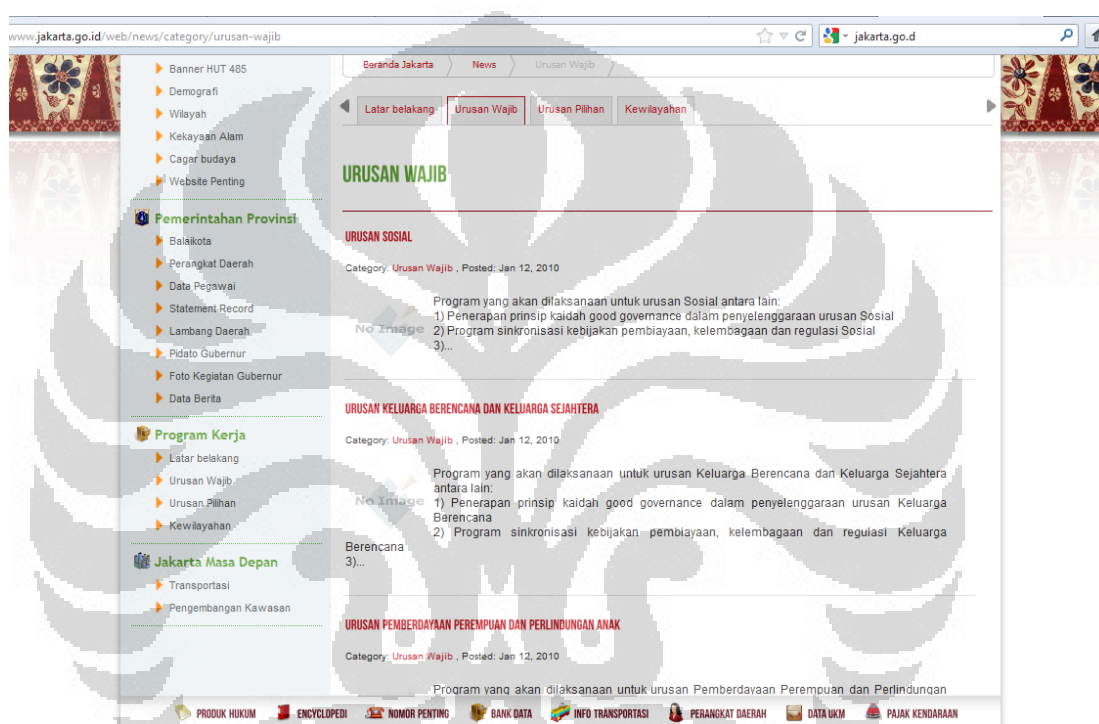 www.jakarta.go.id/web/news/category/urusan-wajib
jakarta.go.d
Banner HUT 485
Demografi
Wilayah
Kekayaan Alam
Cagar budaya
Website Penting
Pemerintahan Provinsi
Balaikota
Perangkat Daerah
Data Pegawai
Statement Record
Lambang Daerah
Pidato Gubernur
Foto Kegiatan Gubernur
Data Berita
Program Kerja
Latar belakang
Urusan Wajib
Urusan Pilihan
Kewilayahan
Jakarta Masa Depan
Transportasi
Pengembangan Kawasan
Beranda Jakarta News Urusan Wajib
Latar belakang Urusan Wajib Urusan Pilihan Kewilayahan
URUSAN WAJIB
URUSAN SOSIAL
Category: Urusan Wajib , Posted: Jan 12, 2010
No Image
Program yang akan dilaksanaan untuk urusan Sosial antara lain:
1) Penerapan prinsip kaidah good governance dalam penyelenggaraan urusan Sosial
2) Program sinkronisasi kebijakan pembiayaan, kelembagaan dan regulasi Sosial
3)...
URUSAN KELUARGA BERENCANA DAN KELUARGA SEJAHTERA
Category: Urusan Wajib , Posted: Jan 12, 2010
No Image
Program yang akan dilaksanaan untuk urusan Keluarga Berencana dan Keluarga Sejahtera
antara lain:
1) Penerapan prinsip kaidah good governance dalam penyelenggaraan urusan Keluarga
Berencana
2) Program sinkronisasi kebijakan pembiayaan, kelembagaan dan regulasi Keluarga
Berencana
3)...
URUSAN PEMBERDAYAAN PEREMPUAN DAN PERLINDUNGAN ANAK
Category: Urusan Wajib , Posted: Jan 12, 2010
Program yang akan dilaksanaan untuk urusan Pemberdayaan Perempuan dan Perlindungan
PRODUK HUKUM ENCYCLOPEDI NOMOR PENTING BANK DATA INFO TRANSPORTASI PERANGKAT DAERAH DATA UKM PAJAK KENDARAAN